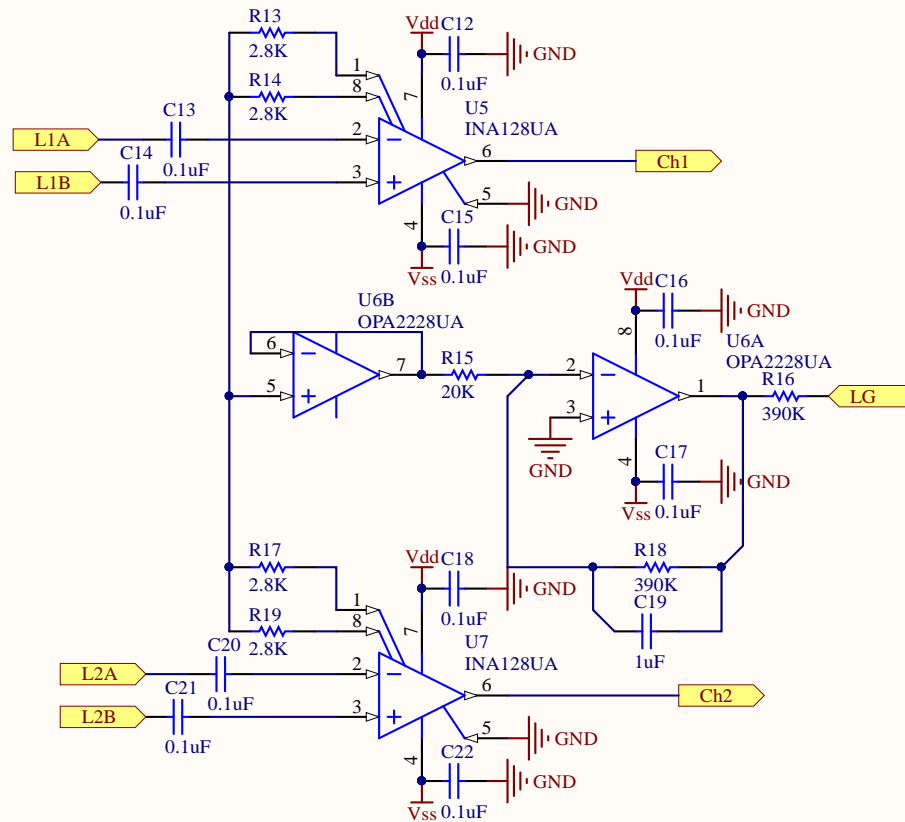 R13
2.8K
R14
2.8K
1
8
Vdd
C12
GND
0.1uF
7
U5
INA128UA
L1A
C13
0.1uF
2
L1B
C14
0.1uF
3
6
Ch1
5
GND
4
C15
GND
0.1uF
Vss
U6B
OPA2228UA
6
5
7
R15
20K
Vdd
C16
GND
0.1uF
8
U6A
OPA2228UA
2
3
GND
1
R16
390K
LG
4
C17
GND
0.1uF
Vss
R18
390K
C19
1uF
R17
2.8K
R19
2.8K
1
8
Vdd
C18
GND
0.1uF
7
U7
INA128UA
L2A
C20
0.1uF
2
L2B
C21
0.1uF
3
6
Ch2
5
GND
4
C22
GND
0.1uF
Vss